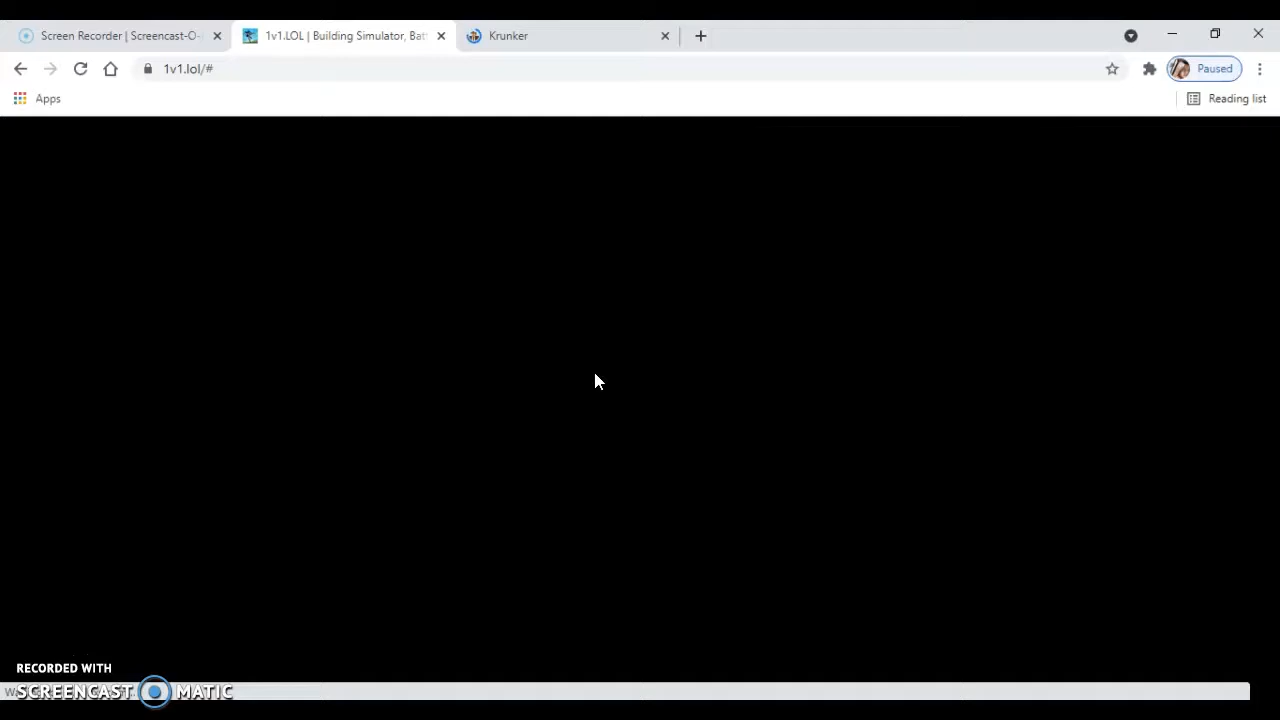 Screen Recorder | Screencast-O-
1v1.LOL | Building Simulator, Bat
Krunker
1v1.lol/#
Paused
Apps
Reading list
RECORDED WITH
SCREENCAST MATIC